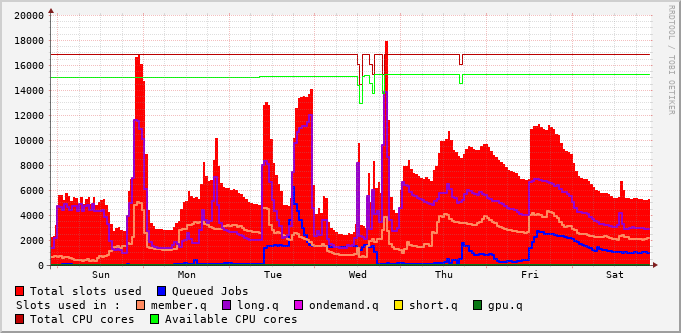 20000
18000
16000
14000
12000
10000
8000
6000
4000
2000
0
Sun Mon Tue Wed Thu Fri Sat
Total slots used Queued Jobs
Slots used in : member.q long.q ondemand.q short.q gpu.q
Total CPU cores Available CPU cores
RRDTOOL / TOBI OETIKER